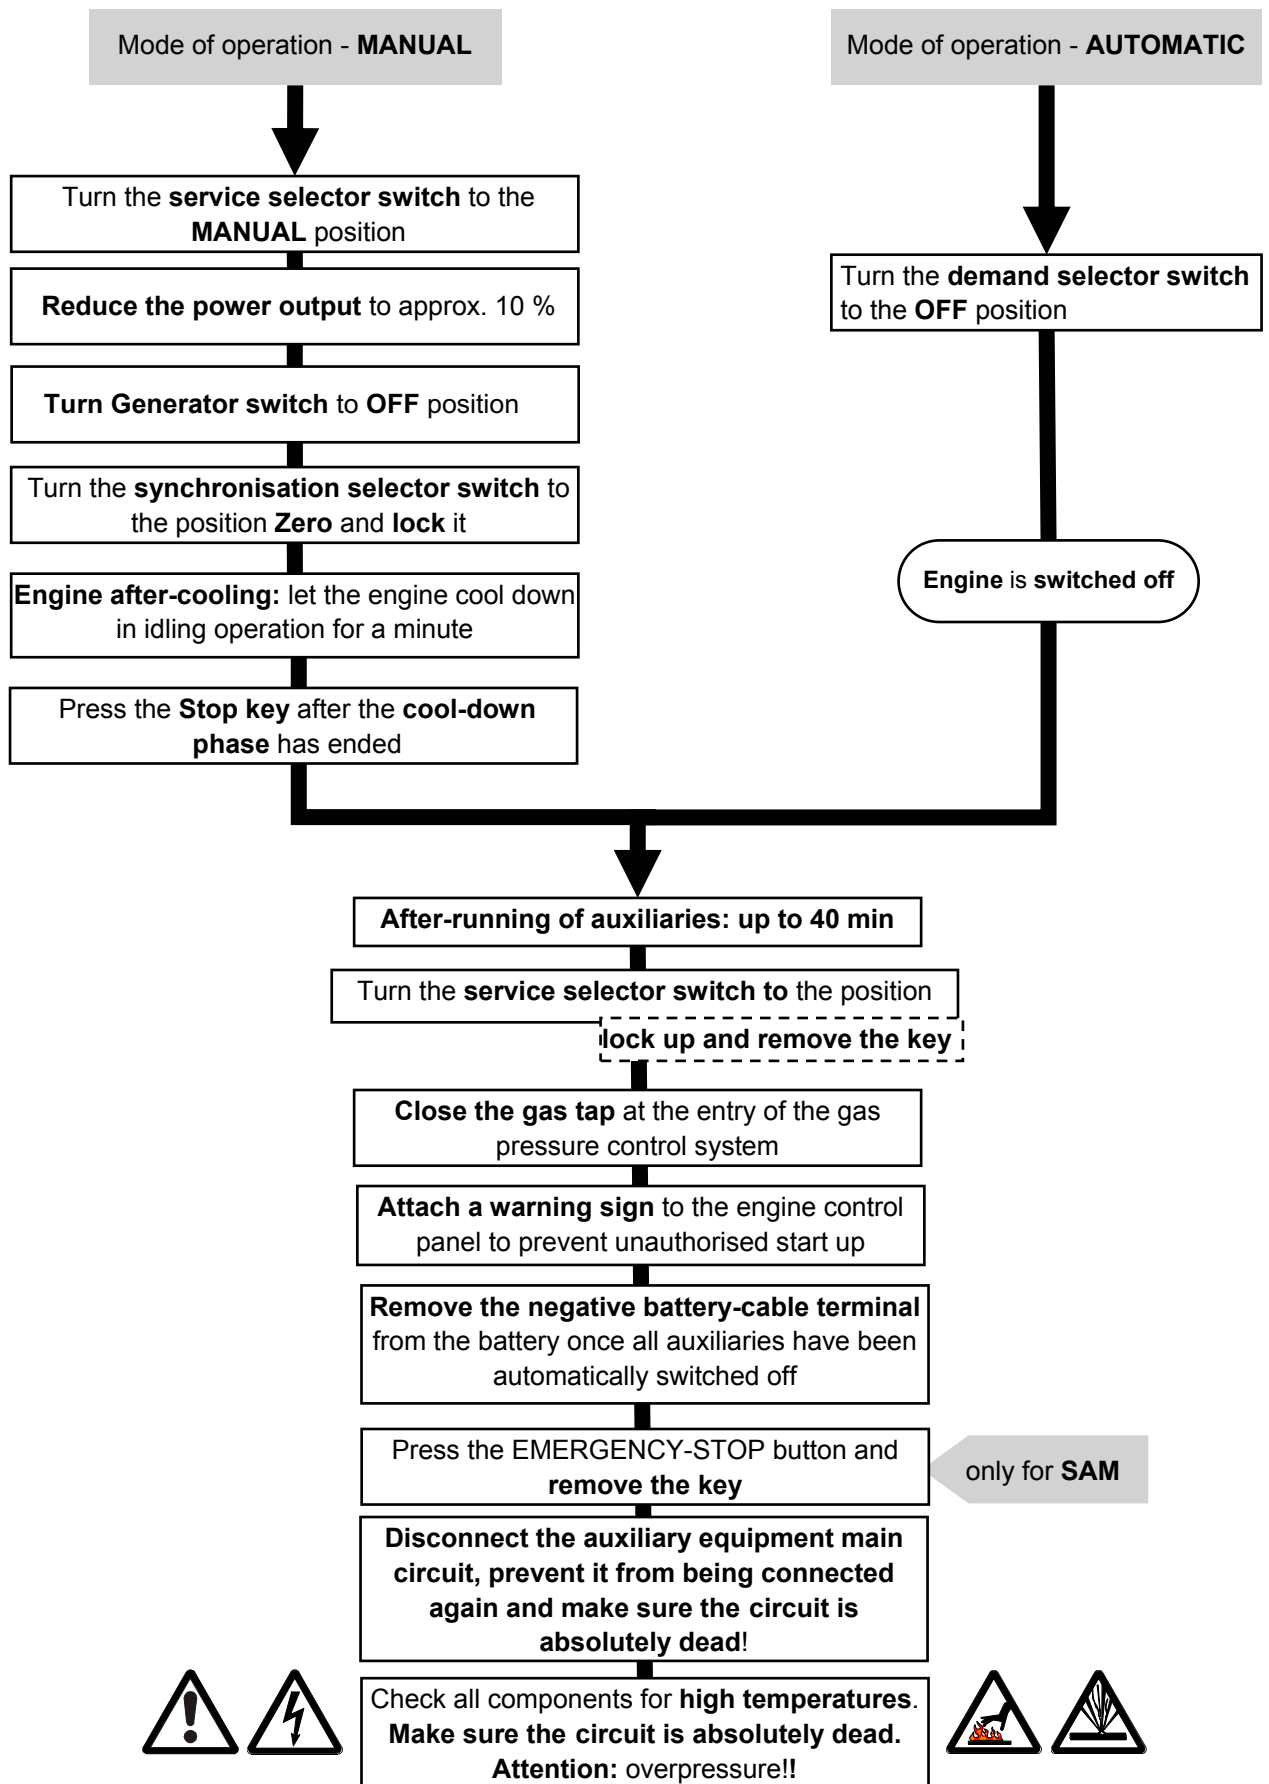 Mode of operation - MANUAL
Mode of operation - AUTOMATIC
Turn the service selector switch to the
MANUAL position
Reduce the power output to approx. 10 %
Turn Generator switch to OFF position
Turn the synchronisation selector switch to
the position Zero and lock it
Engine after-cooling: let the engine cool down
in idling operation for a minute
Press the Stop key after the cool-down
phase has ended
Turn the demand selector switch
to the OFF position
Engine is switched off
After-running of auxiliaries: up to 40 min
Turn the service selector switch to the position
lock up and remove the key
Close the gas tap at the entry of the gas
pressure control system
Attach a warning sign to the engine control
panel to prevent unauthorised start up
Remove the negative battery-cable terminal
from the battery once all auxiliaries have been
automatically switched off
Press the EMERGENCY-STOP button and
remove the key
only for SAM
Disconnect the auxiliary equipment main
circuit, prevent it from being connected
again and make sure the circuit is
absolutely dead!
Check all components for high temperatures.
Make sure the circuit is absolutely dead.
Attention: overpressure!!